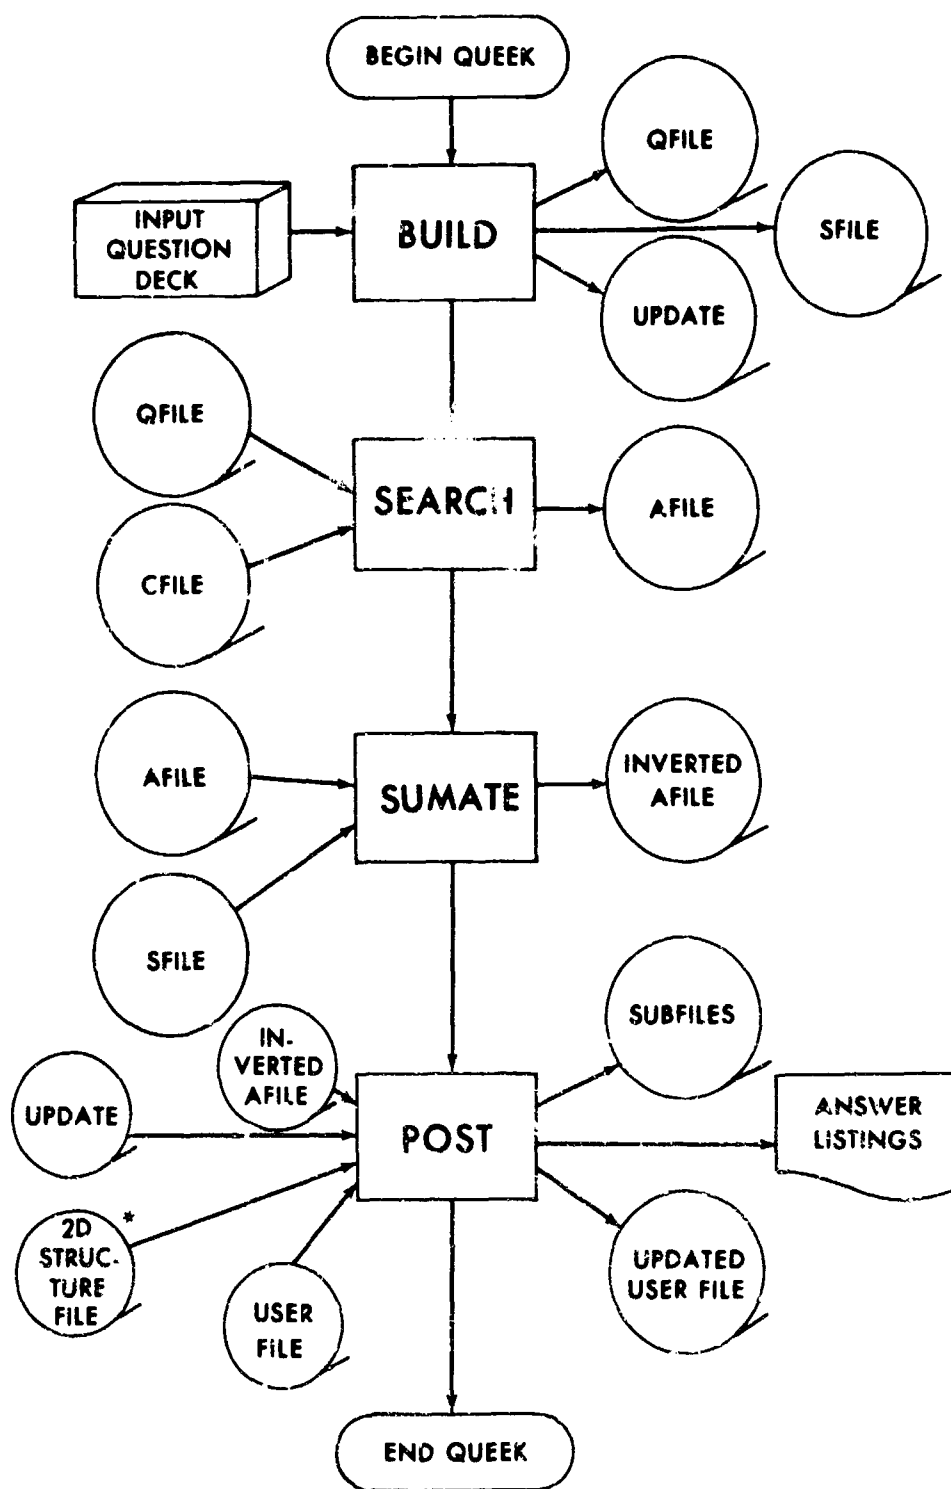 BEGIN QUEEK
QFILE
INPUT
QUESTION
DECK
BUILD
SFILE
UPDATE
QFILE
SEARCH
AFILE
CFILE
AFILE
SUMATE
INVERTED
AFILE
SFILE
SUBFILES
IN-
VERTED
AFILE
UPDATE
POST
ANSWER
LISTINGS
2D *
STRUC-
TURE
FILE
USER
FILE
UPDATED
USER FILE
END QUEEK